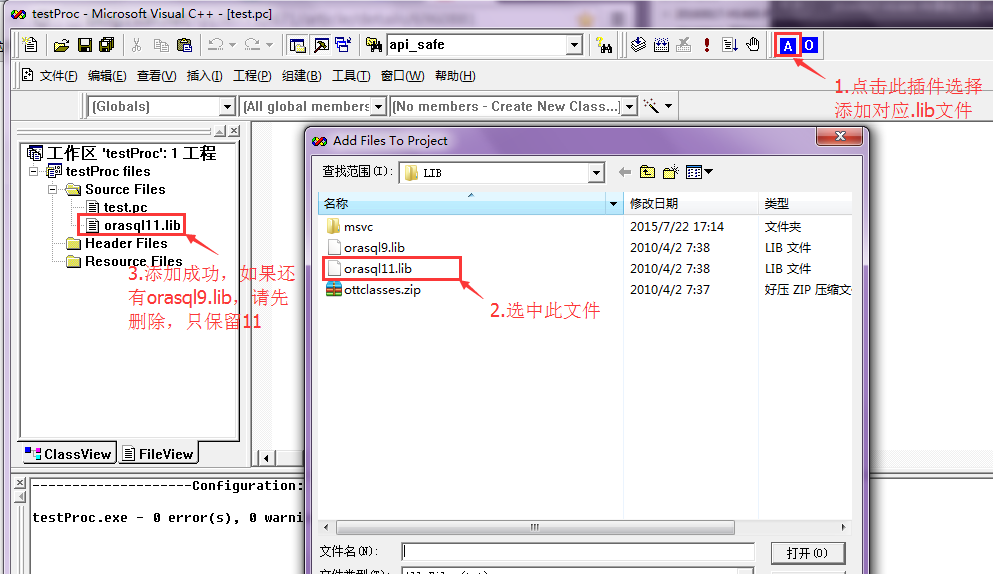 testProc - Microsoft Visual C++ - [test.pc]
api_safe
A O
文件(F) 编辑(E) 查看(V) 插入(I) 工程(P) 组建(B) 工具(T) 窗口(W) 帮助(H)
1.点击此插件选择
添加对应.lib文件
(Globals) (All global members (No members - Create New Class...)
Add Files To Project
工作区 'testProc': 1 工程
testProc files
Source Files
test.pc
orasql11.lib
Header Files
Resource Files
3.添加成功，如果还
有orasql9.lib，请先
删除，只保留11
查找范围(I): LIB
名称 修改日期 类型
msvc 2015/7/22 17:14 文件夹
orasql9.lib 2010/4/2 7:38 LIB 文件
orasql11.lib 2010/4/2 7:38 LIB 文件
ottclasses.zip 2010/4/2 7:37 好压 ZIP 压缩文
2.选中此文件
ClassView FileView
--------------------Configuration:
testProc.exe - 0 error(s), 0 warni
文件名(N): 打开(O)